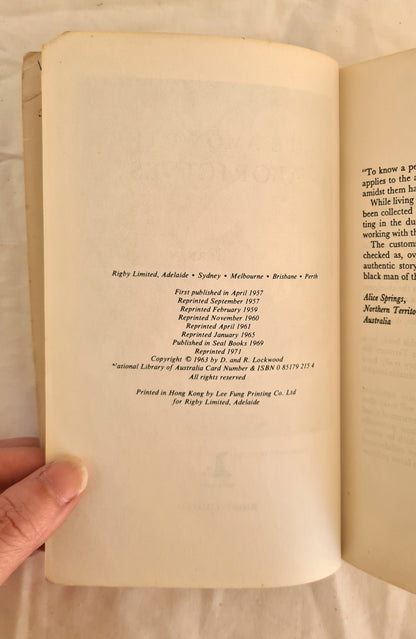 Rigby Limited, Adelaide • Sydney • Melbourne • Brisbane • Perth
First published in April 1957
Reprinted September 1957
Reprinted February 1959
Reprinted November 1960
Reprinted April 1961
Reprinted January 1965
Published in Seal Books 1969
Reprinted 1971
Copyright © 1963 by D. and R. Lockwood
National Library of Australia Card Number & ISBN 0 85179 215 4
All rights reserved
Printed in Hong Kong by Lee Fung Printing Co. Ltd
for Rigby Limited, Adelaide
"To know a pe
applies to the a
amidst them ha
While living
been collected
ting in the du
working with th
The custom
checked as, ov
authentic story
black man of th
Alice Springs,
Northern Territo
Australia